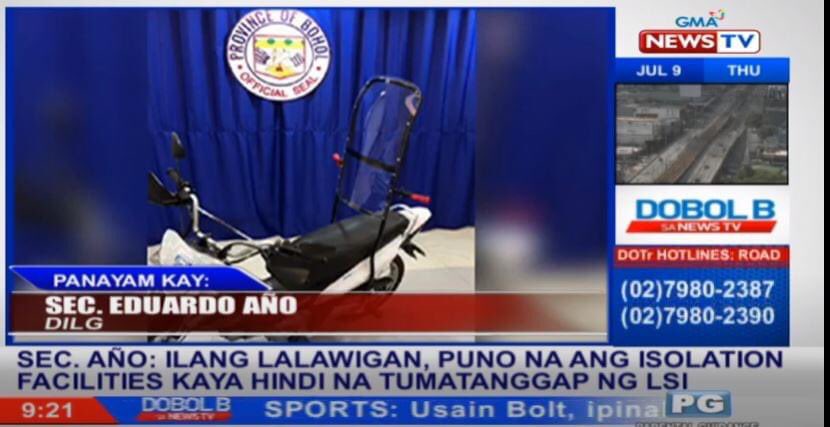 PROVINCE OF BOHOL
OFFICIAL SEAL
GMA
NEWS TV
JUL 9 THU
DOBOL B
SA NEWS TV
DOTr HOTLINES: ROAD
(02)7980-2387
(02)7980-2390
PANAYAM KAY:
SEC. EDUARDO AÑO
DILG
SEC. AÑO: ILANG LALAWIGAN, PUNO NA ANG ISOLATION
FACILITIES KAYA HINDI NA TUMATANGGAP NG LSI
9:21 DOBOL B SA NEWS TV SPORTS: Usain Bolt, ipina PG
PARENTAL GUIDANCE